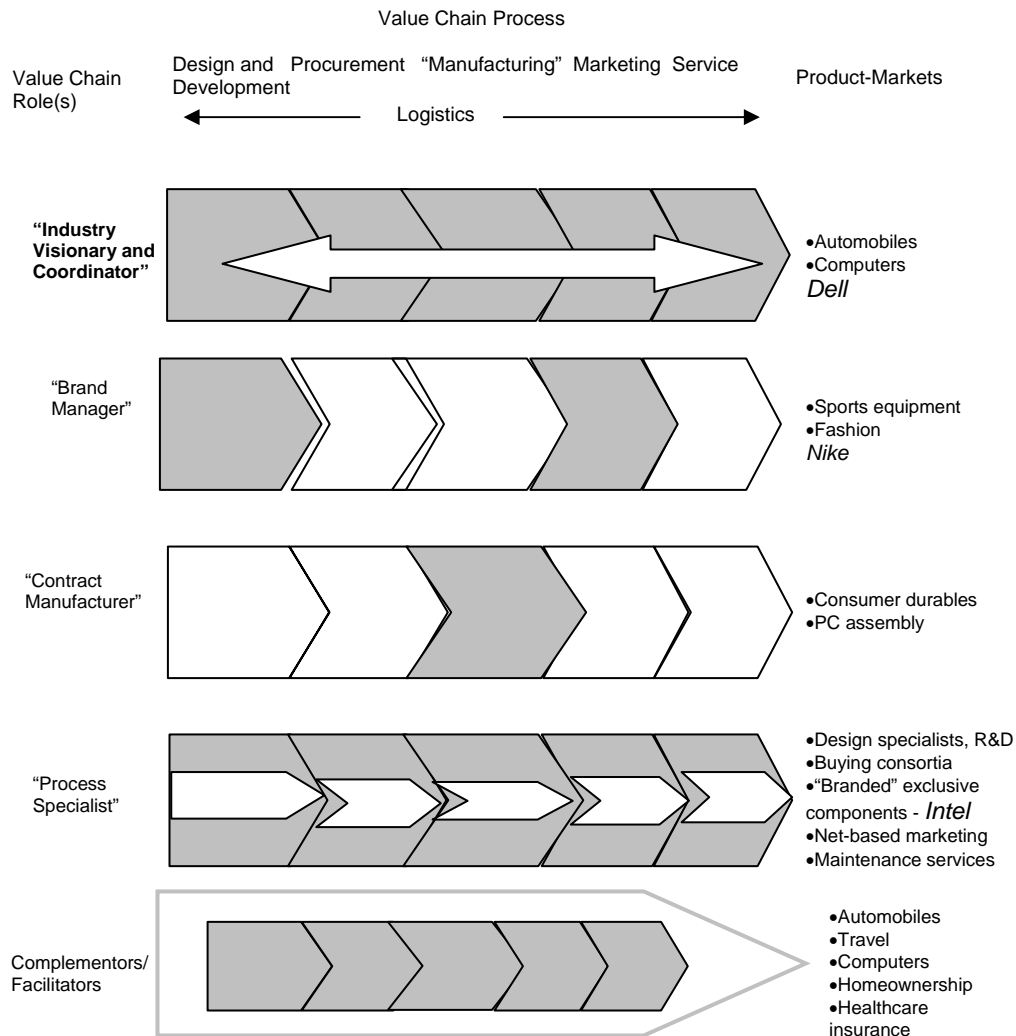 Value Chain Process
Value Chain
Role(s)
Design and
Development
Procurement
“Manufacturing”
Marketing
Service
Product-Markets
Logistics
“Industry
Visionary and
Coordinator”
•Automobiles
•Computers
Dell
“Brand
Manager”
•Sports equipment
•Fashion
Nike
“Contract
Manufacturer”
•Consumer durables
•PC assembly
“Process
Specialist”
•Design specialists, R&D
•Buying consortia
•“Branded” exclusive
components - Intel
•Net-based marketing
•Maintenance services
Complementors/
Facilitators
•Automobiles
•Travel
•Computers
•Homeownership
•Healthcare
insurance